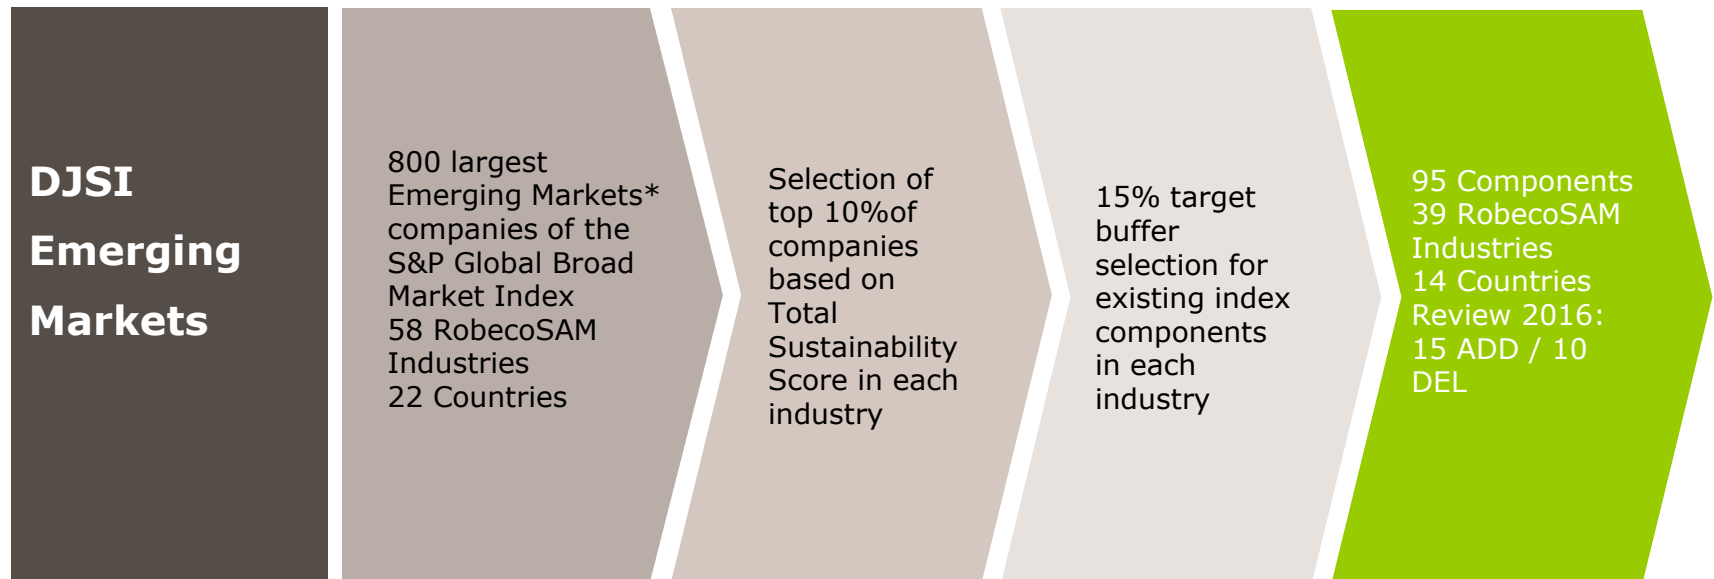 DJSI
Emerging
Markets
800 largest
Emerging Markets*
companies of the
S&P Global Broad
Market Index
58 RobecoSAM
Industries
22 Countries
Selection of
top 10%of
companies
based on
Total
Sustainability
Score in each
industry
15% target
buffer
selection for
existing index
components
in each
industry
95 Components
39 RobecoSAM
Industries
14 Countries
Review 2016:
15 ADD / 10
DEL